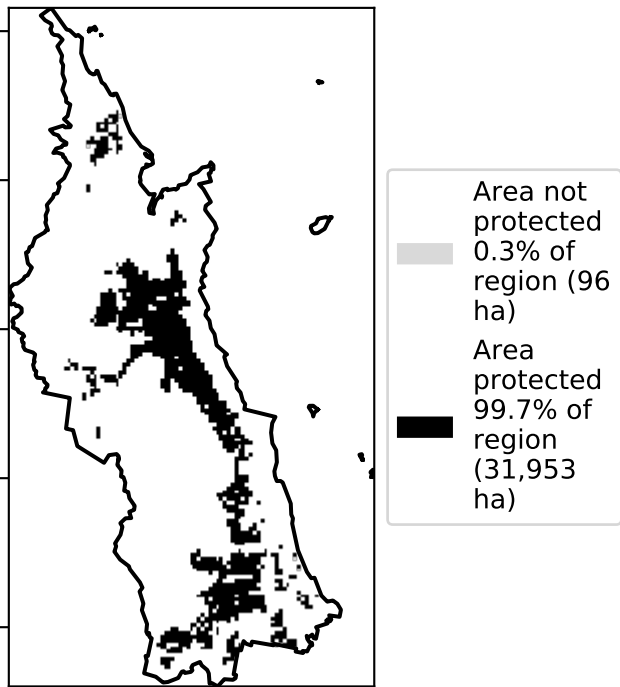 Area not
protected
0.3% of
region (96
ha)
Area
protected
99.7% of
region
(31,953
ha)